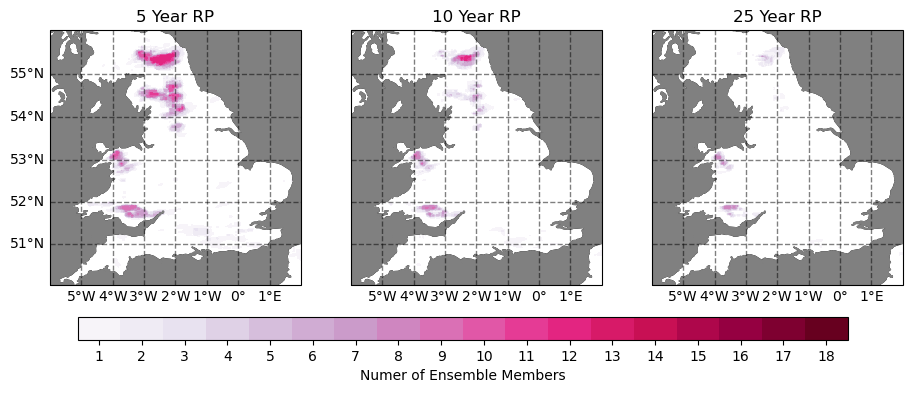 5 Year RP 10 Year RP 25 Year RP
55°N
54°N
53°N
52°N
51°N
5°W 4°W 3°W 2°W 1°W 0° 1°E 5°W 4°W 3°W 2°W 1°W 0° 1°E 5°W 4°W 3°W 2°W 1°W 0° 1°E
1 2 3 4 5 6 7 8 9 10 11 12 13 14 15 16 17 18
Numer of Ensemble Members